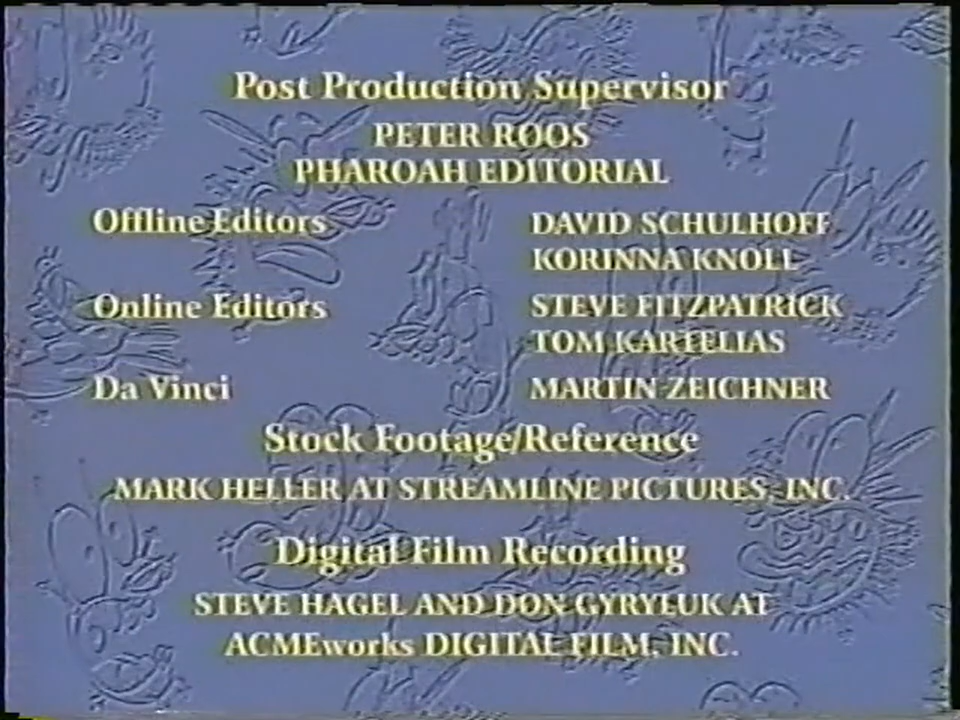 Post Production Supervisor
PETER ROOS
PHAROAH EDITORIAL
Offline Editors DAVID SCHULHOFF
KORINNA KNOLL
Online Editors STEVE FITZPATRICK
TOM KARTELIAS
Da Vinci MARTIN ZEICHNER
Stock Footage/Reference
MARK HELLER AT STREAMLINE PICTURES, INC.
Digital Film Recording
STEVE HAGEL AND DON GYRYLUK AT
ACMEworks DIGITAL FILM, INC.